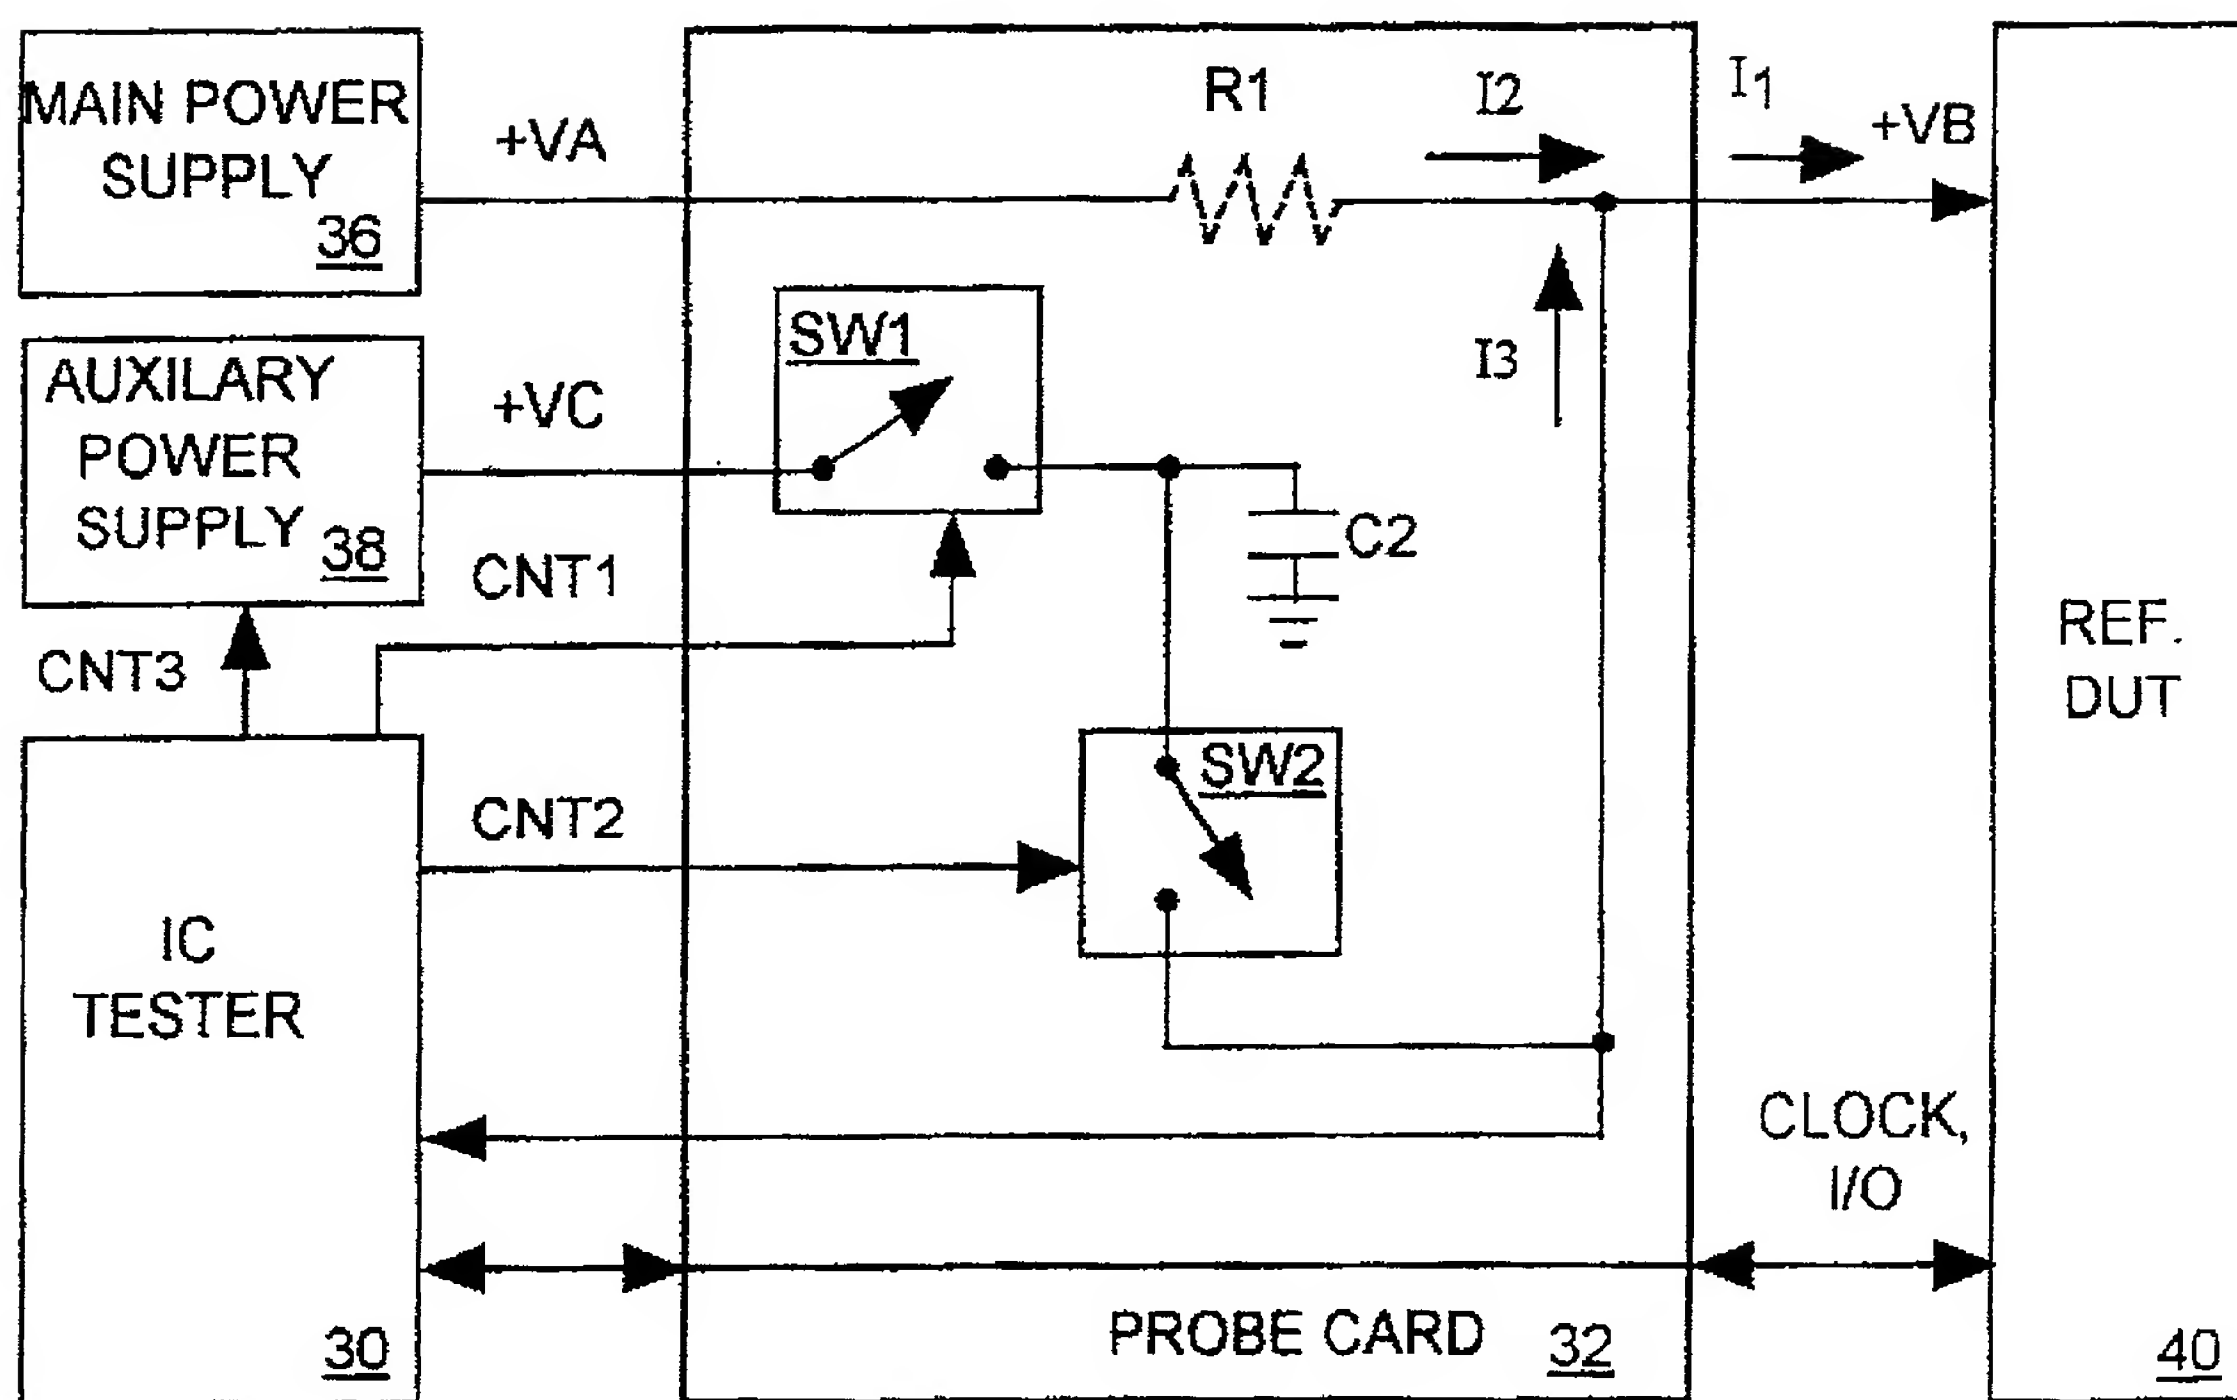 MAIN POWER
SUPPLY
36
+VA
R1
I2
I1
+VB
AUXILARY
POWER
SUPPLY
38
+VC
SW1
I3
C2
CNT1
CNT3
REF.
DUT
SW2
CNT2
IC
TESTER
30
CLOCK,
I/O
PROBE CARD
32
40